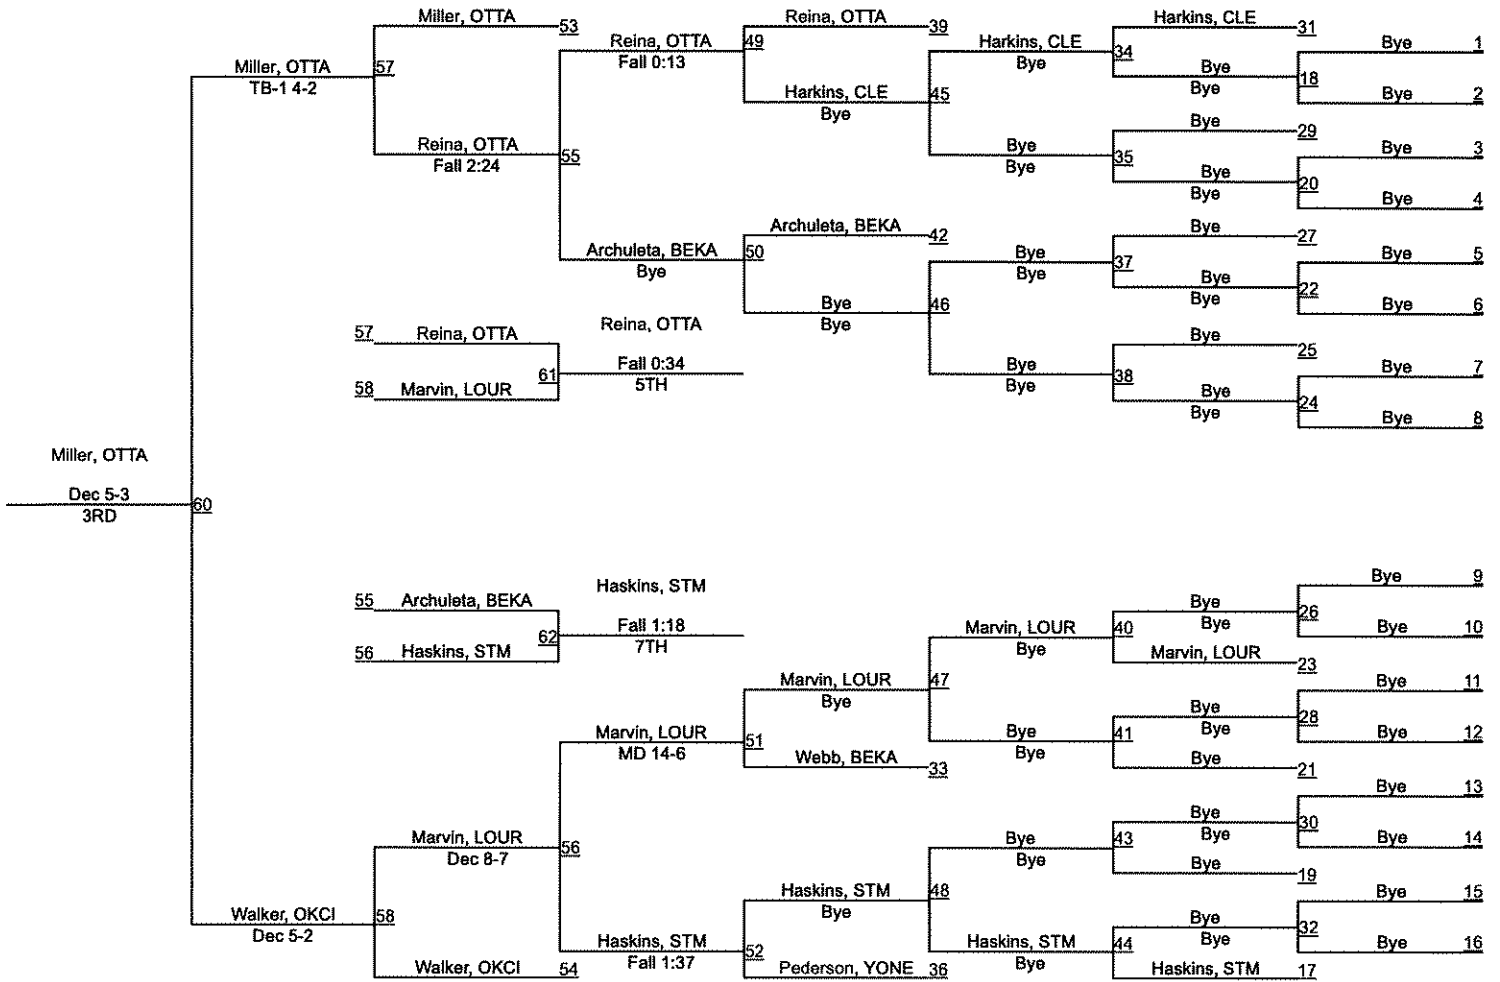 Miller, OTTA 53
Reina, OTTA 39
Harkins, CLE 31
Reina, OTTA 49
Fall 0:13
Harkins, CLE 34
Bye
Bye 1
Miller, OTTA 57
TB-1 4-2
Bye 18
Bye
Harkins, CLE 45
Bye
Bye 2
Bye 29
Reina, OTTA 55
Fall 2:24
Bye 35
Bye
Bye 3
Bye 20
Bye
Bye 4
Archuleta, BEKA 42
Bye 27
Archuleta, BEKA 50
Bye
Bye 37
Bye
Bye 5
Bye 22
Bye
Bye 46
Bye
Bye 6
57 Reina, OTTA
Reina, OTTA
Bye 25
61 Fall 0:34
5TH
Bye 38
Bye
Bye 7
58 Marvin, LOUR
Bye 24
Bye
Bye 8
Miller, OTTA
Dec 5-3 60
3RD
Haskins, STM
Bye 9
55 Archuleta, BEKA
Bye 26
Bye
62 Fall 1:18
7TH
Marvin, LOUR 40
Bye
Bye 10
56 Haskins, STM
Marvin, LOUR 23
Marvin, LOUR 47
Bye
Bye 11
Bye 28
Bye
Marvin, LOUR 51
MD 14-6
Bye 41
Bye
Bye 12
Webb, BEKA 33
Bye 21
Bye 13
Bye 30
Bye
Marvin, LOUR 56
Dec 8-7
Bye 43
Bye
Bye 14
Bye 19
Haskins, STM 48
Bye
Bye 15
Walker, OKCI 58
Dec 5-2
Bye 32
Bye
Haskins, STM 52
Fall 1:37
Haskins, STM 44
Bye
Bye 16
Walker, OKCI 54
Pederson, YONE 36
Haskins, STM 17